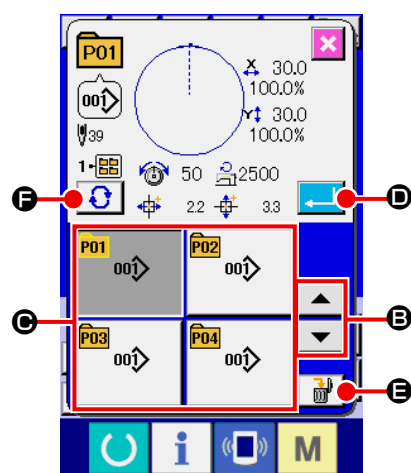 P01
X 30.0
100.0%
001
Y 30.0
100.0%
39
1-
50 2500
F D
2.2 3.3
P01 P02
001 001
C B
P03 P04
001 001
E
i M